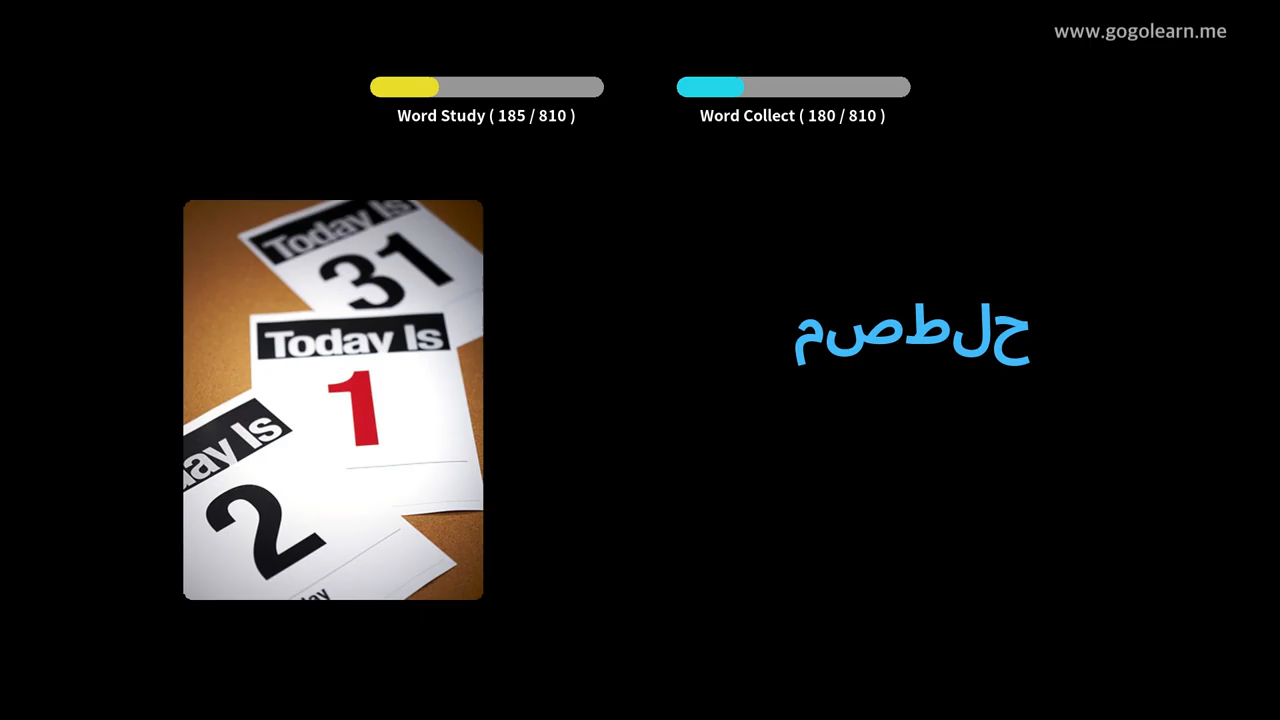 www.gogolearn.me
Word Study ( 185 / 810 )
Word Collect ( 180 / 810 )
Today Is
31
Today Is
1
ay Is
2
ay
ح‌ل‌ط‌ص‌م